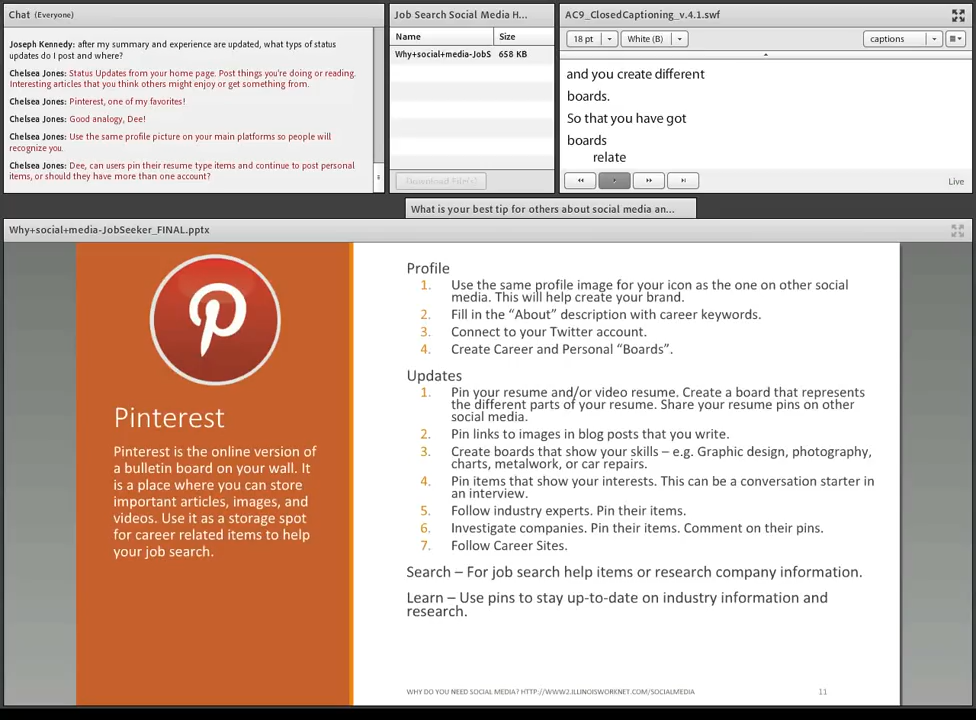 Chat (Everyone)
Joseph Kennedy: after my summary and experience are updated, what typs of status
updates do I post and where?
Chelsea Jones: Status Updates from your home page. Post things you're doing or reading.
Interesting articles that you think others might enjoy or get something from.
Chelsea Jones: Pinterest, one of my favorites!
Chelsea Jones: Good analogy, Dee!
Chelsea Jones: Use the same profile picture on your main platforms so people will
recognize you.
Chelsea Jones: Dee, can users pin their resume type items and continue to post personal
items, or should they have more than one account?
Job Search Social Media H...
Name Size
Why+social+media-JobS 658 KB
Download File(s)
AC9_ClosedCaptioning_v.4.1.swf
18 pt White (B) captions
and you create different
boards.
So that you have got
boards
relate
Live
What is your best tip for others about social media an...
Why+social+media-JobSeeker_FINAL.pptx
Pinterest
Pinterest is the online version of
a bulletin board on your wall. It
is a place where you can store
important articles, images, and
videos. Use it as a storage spot
for career related items to help
your job search.
Profile
1. Use the same profile image for your icon as the one on other social
media. This will help create your brand.
2. Fill in the “About” description with career keywords.
3. Connect to your Twitter account.
4. Create Career and Personal “Boards”.
Updates
1. Pin your resume and/or video resume. Create a board that represents
the different parts of your resume. Share your resume pins on other
social media.
2. Pin links to images in blog posts that you write.
3. Create boards that show your skills – e.g. Graphic design, photography,
charts, metalwork, or car repairs.
4. Pin items that show your interests. This can be a conversation starter in
an interview.
5. Follow industry experts. Pin their items.
6. Investigate companies. Pin their items. Comment on their pins.
7. Follow Career Sites.
Search – For job search help items or research company information.
Learn – Use pins to stay up-to-date on industry information and
research.
WHY DO YOU NEED SOCIAL MEDIA? HTTP://WWW2.ILLINOISWORKNET.COM/SOCIALMEDIA 11